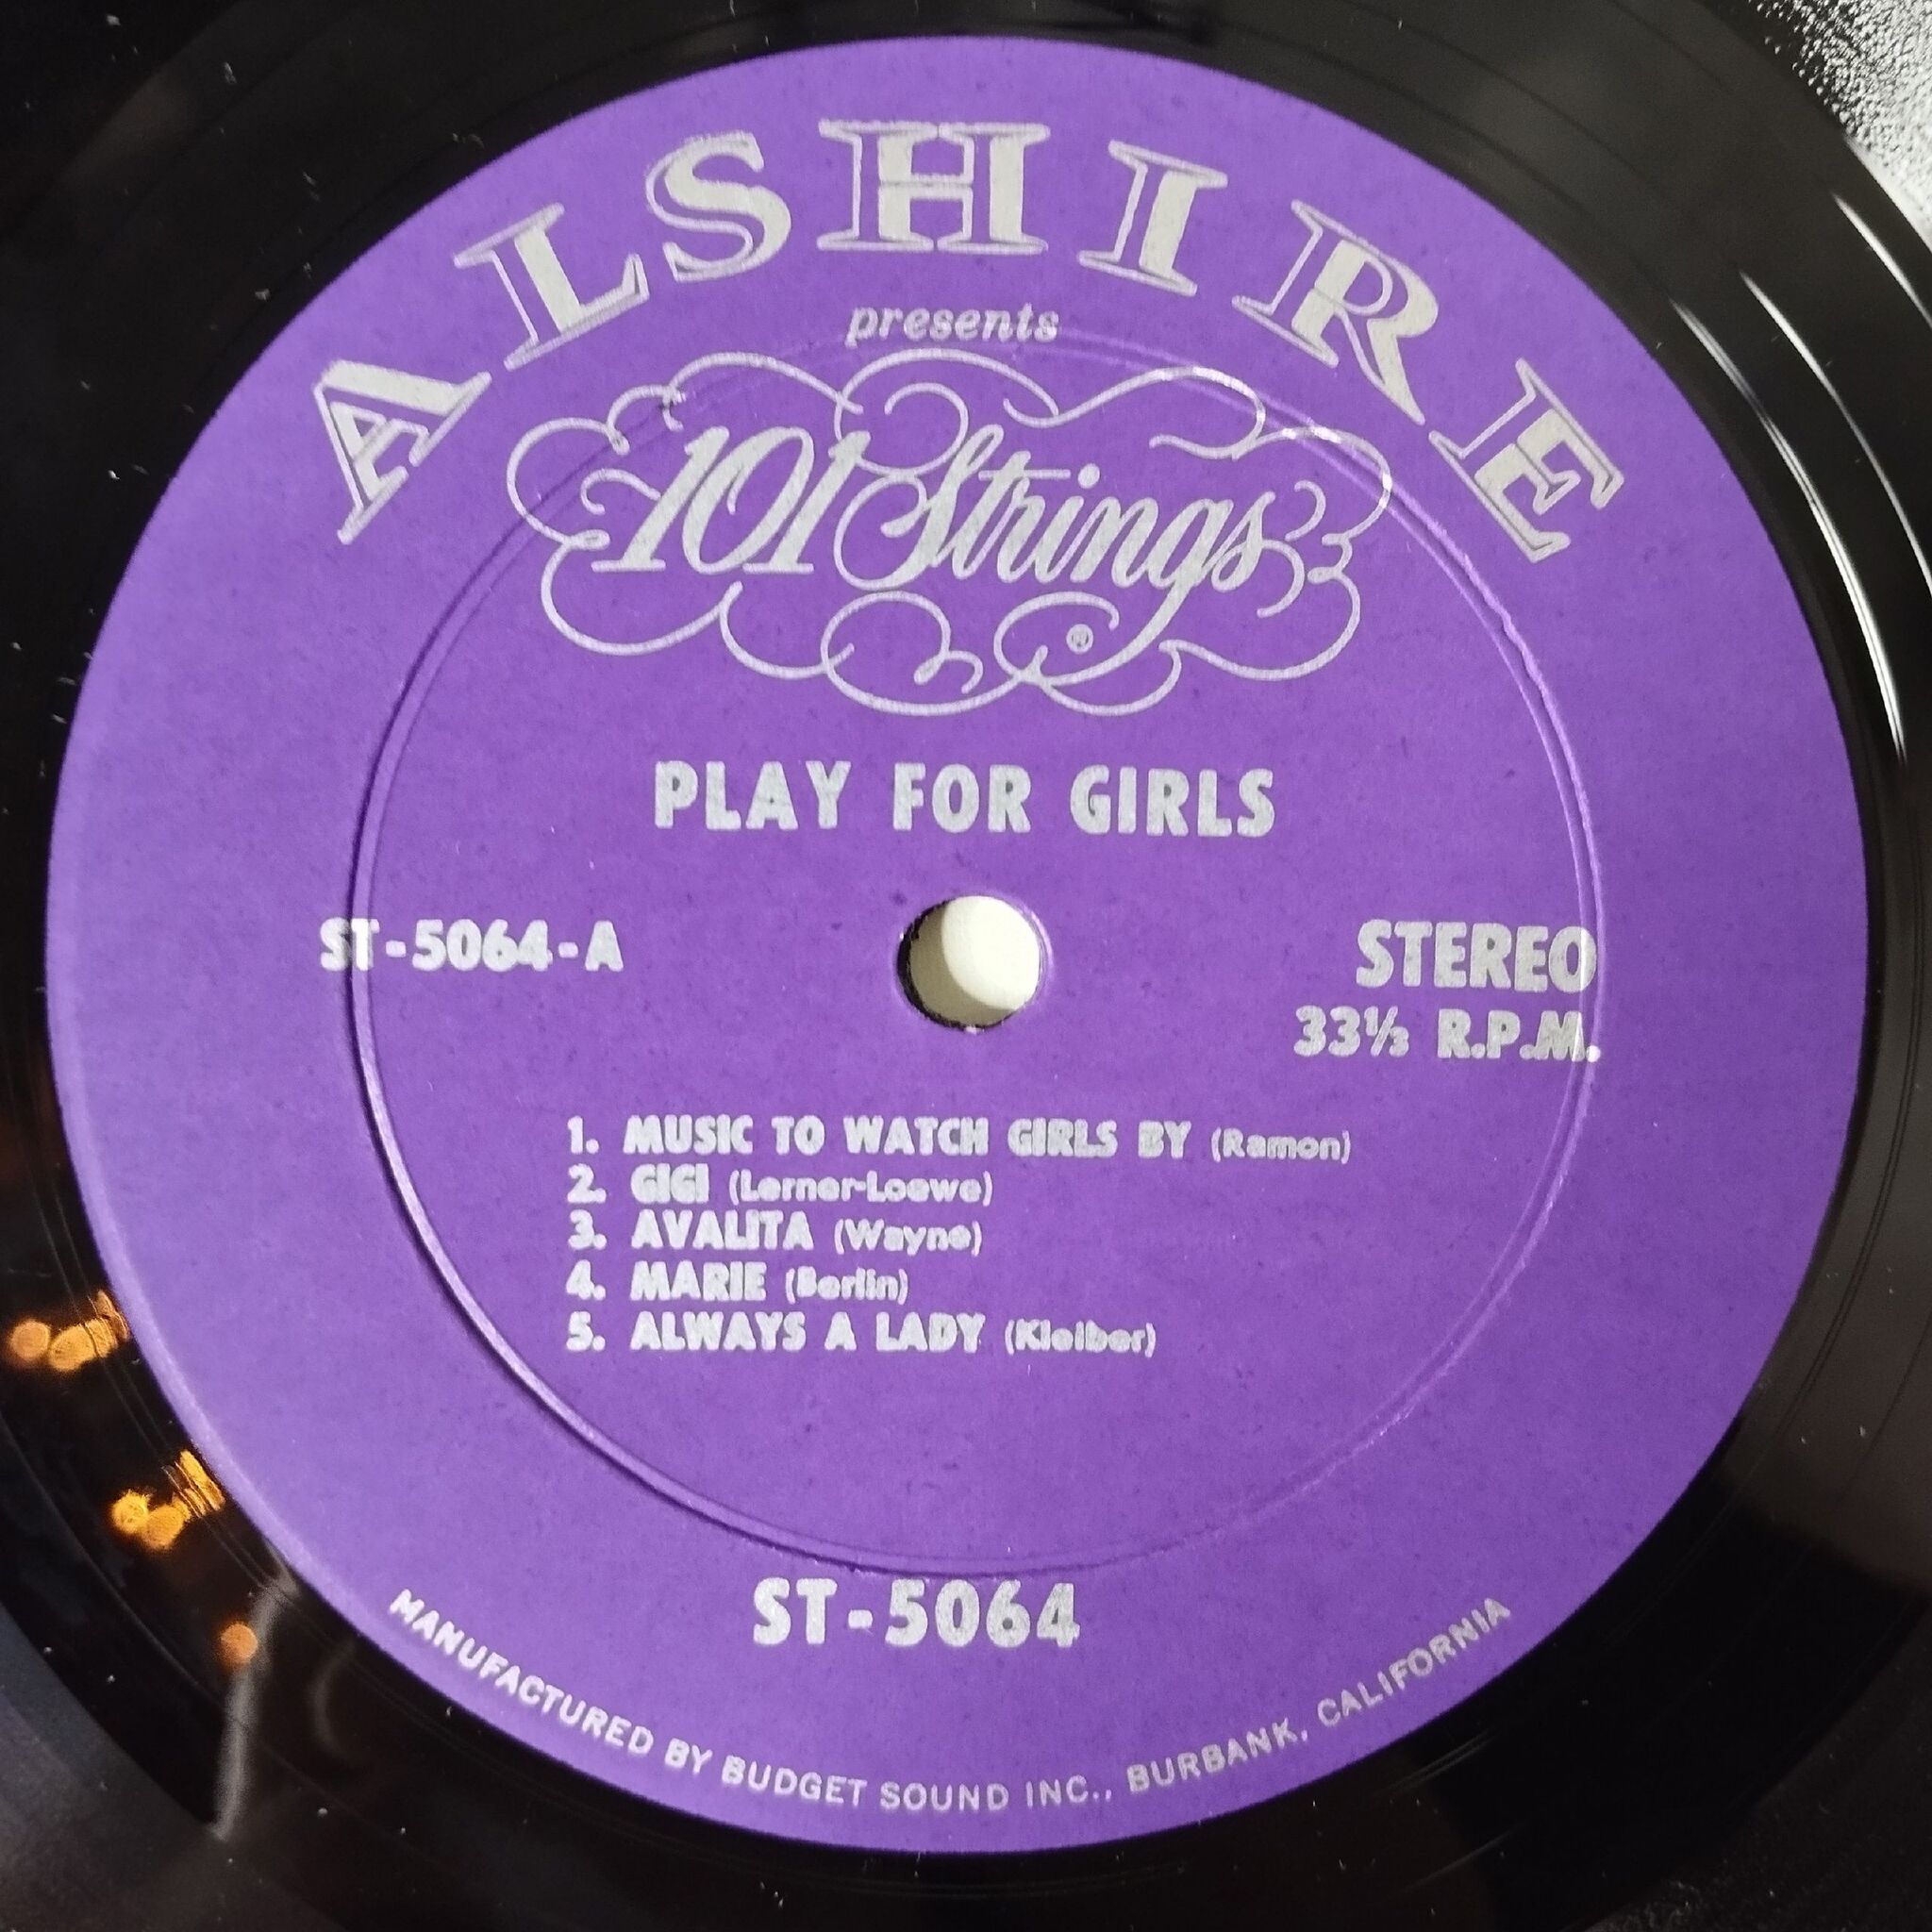 ALSHIRE
presents
101 Strings
®
PLAY FOR GIRLS
ST-5064-A
STEREO
33⅓ R.P.M.
1. MUSIC TO WATCH GIRLS BY (Ramon)
2. GIGI (Lerner-Loewe)
3. AVALITA (Wayne)
4. MARIE (Berlin)
5. ALWAYS A LADY (Kleiber)
ST-5064
MANUFACTURED BY BUDGET SOUND INC., BURBANK, CALIFORNIA